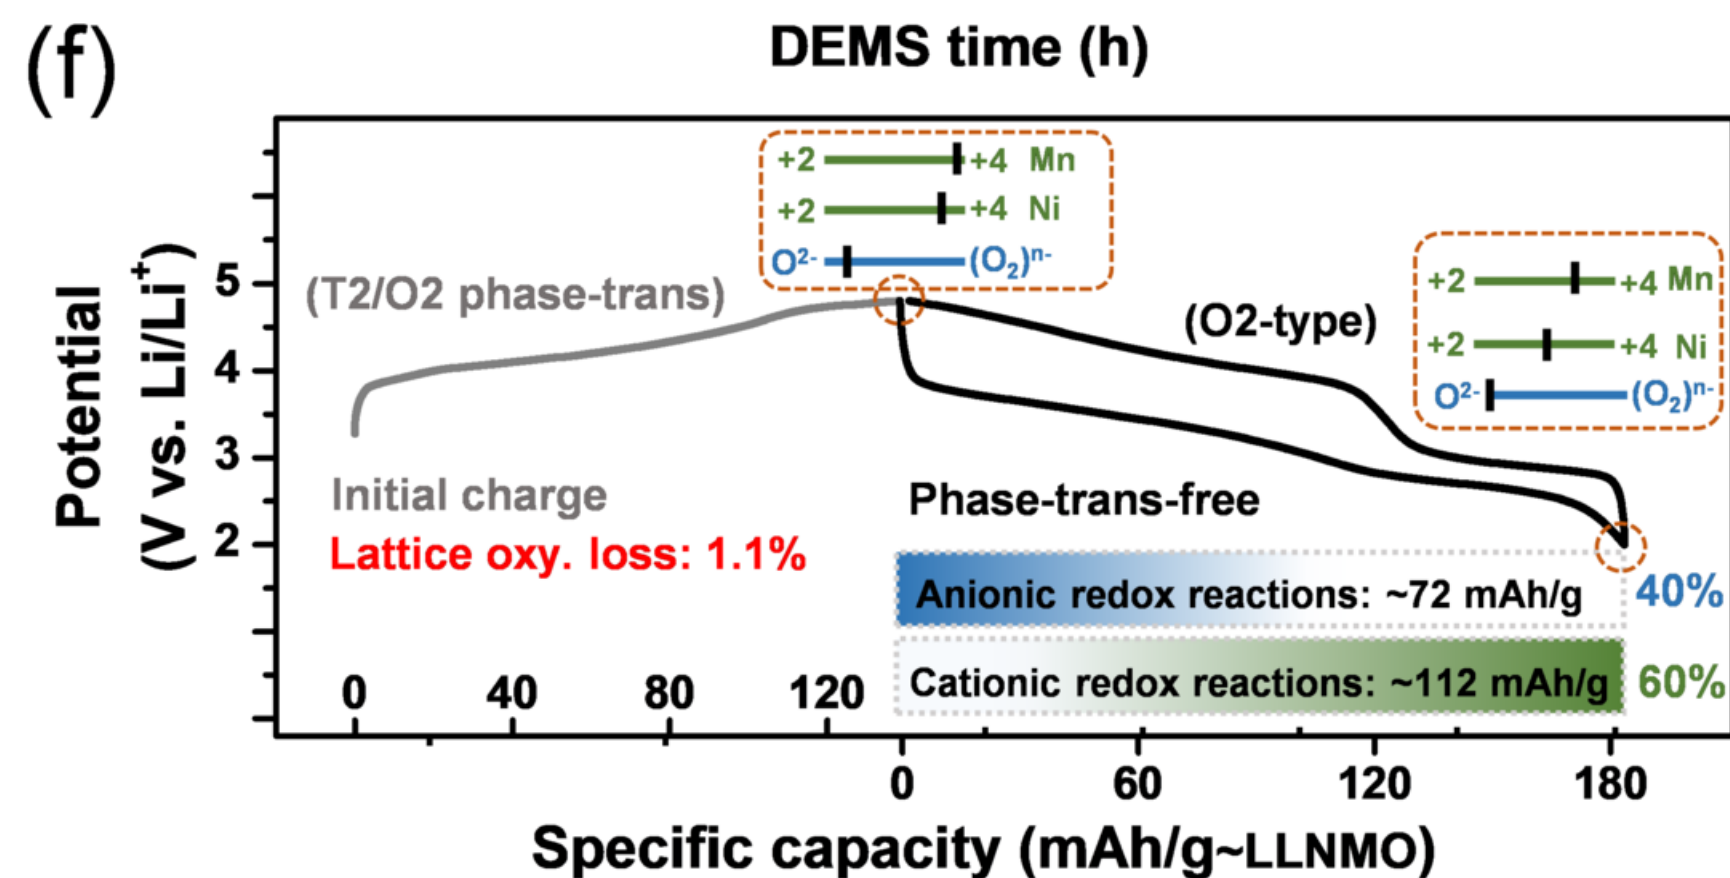 (f)
DEMS time (h)
+2 +4 Mn
+2 +4 Ni
O²⁻ (O₂)ⁿ⁻
(T2/O2 phase-trans)
(O2-type)
+2 +4 Mn
+2 +4 Ni
O²⁻ (O₂)ⁿ⁻
Potential
(V vs. Li/Li⁺)
5
4
3
2
Initial charge
Lattice oxy. loss: 1.1%
Phase-trans-free
Anionic redox reactions: ~72 mAh/g 40%
Cationic redox reactions: ~112 mAh/g 60%
0 40 80 120
0 60 120 180
Specific capacity (mAh/g~LLNMO)